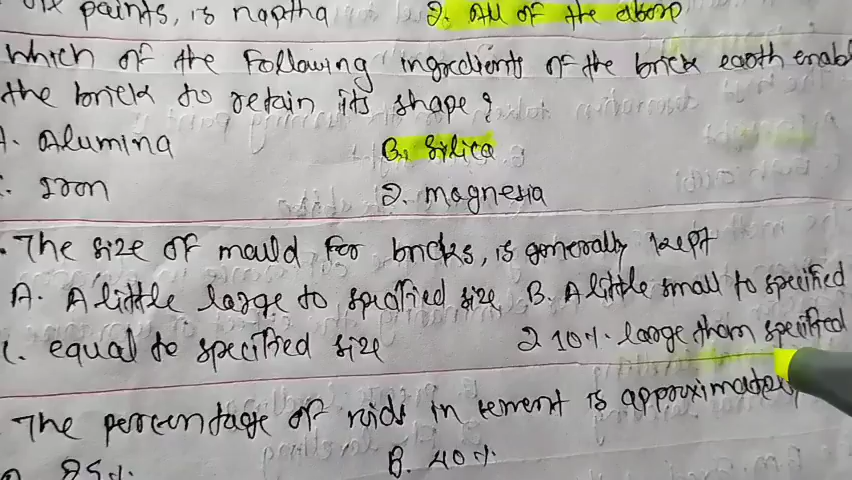 paints, is naptha D. All of the above
Which of the Following ingredients of the brick earth enabl
the brick to retain its shape?
A. Alumina B. Silica
C. Iron D. magnesia
. The size of mould for bricks, is generally kept
A. A little large to specified size B. A little small to specified
C. equal to specified size D 10% large than specified
. The percentage of voids in cement is approximately
B. 40%